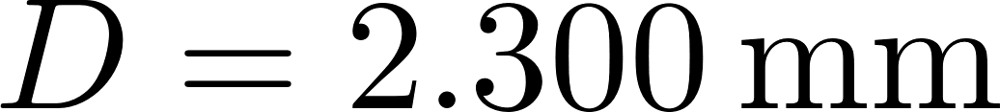 D = 2.300 mm